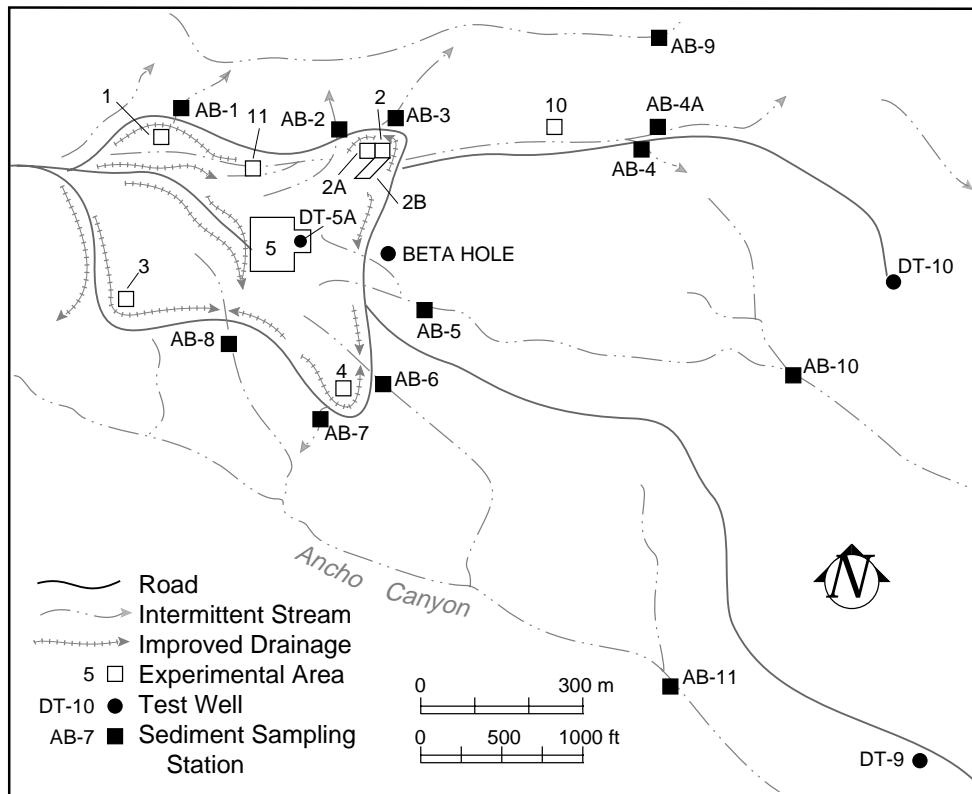 AB-9
1
AB-1
11
AB-2
2
AB-3
10
AB-4A
AB-4
2A
2B
DT-5A
5
BETA HOLE
DT-10
3
AB-5
AB-8
4
AB-6
AB-10
AB-7
Ancho Canyon
N
Road
Intermittent Stream
Improved Drainage
5 Experimental Area
DT-10 Test Well
AB-7 Sediment Sampling
Station
0 300 m
0 500 1000 ft
AB-11
DT-9